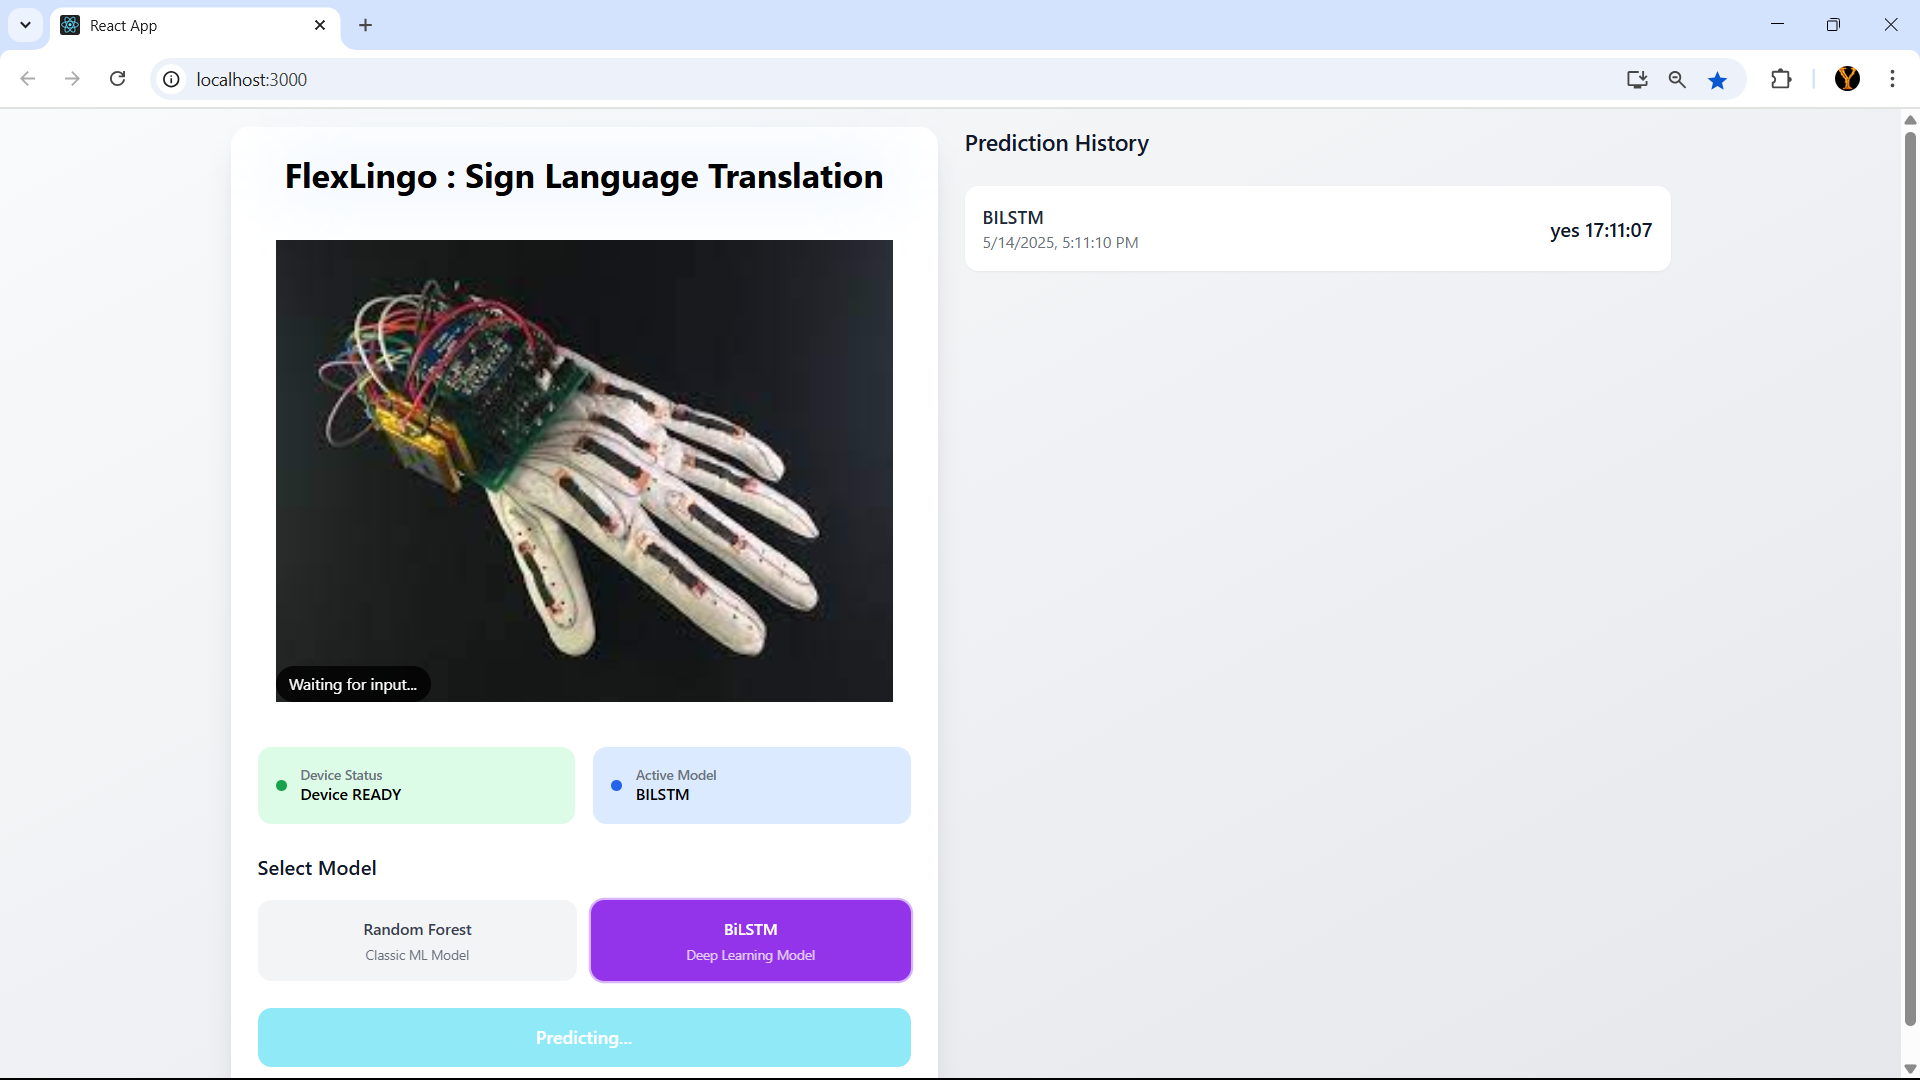 React App
localhost:3000
FlexLingo : Sign Language Translation
Waiting for input...
Device Status
Device READY
Active Model
BILSTM
Select Model
Random Forest
Classic ML Model
BiLSTM
Deep Learning Model
Predicting...
Prediction History
BILSTM
5/14/2025, 5:11:10 PM
yes 17:11:07